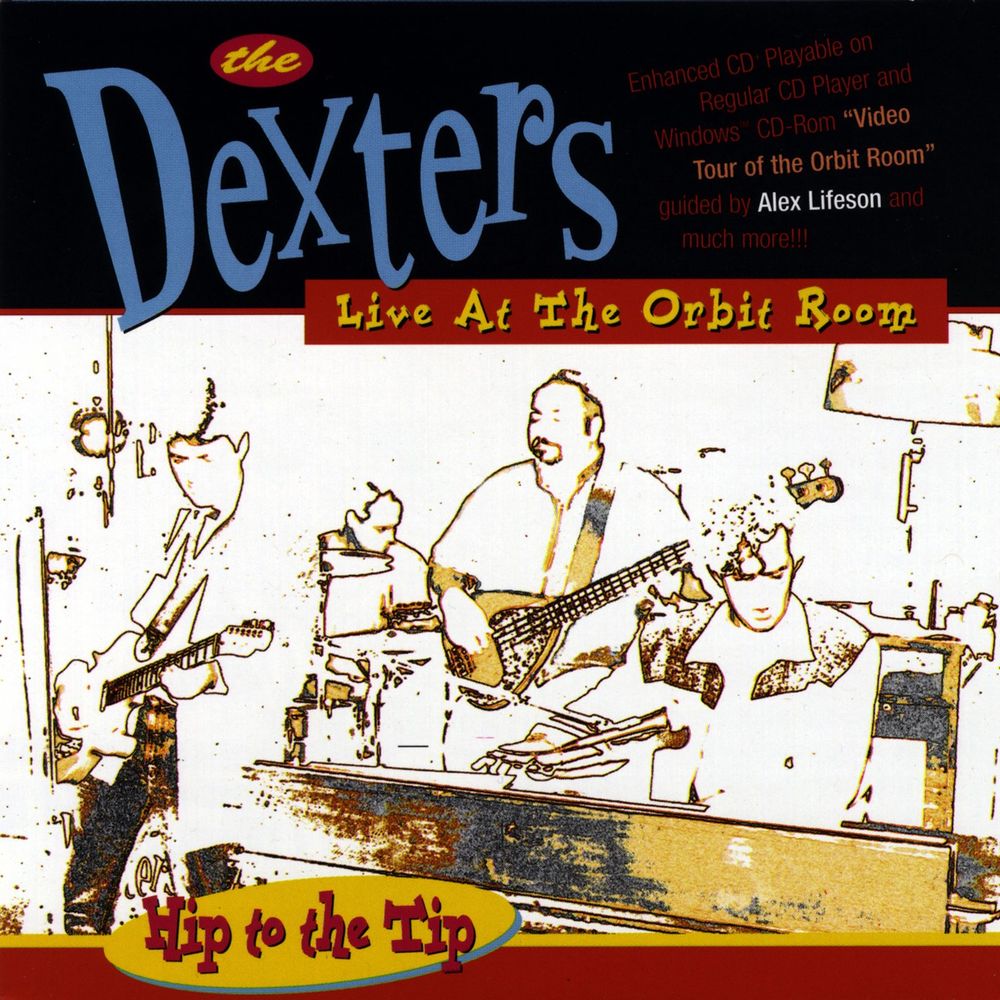 the
Dexters
Enhanced CD Playable on
Regular CD Player and
Windows™ CD-Rom “Video
Tour of the Orbit Room”
guided by Alex Lifeson and
much more!!!
Live At The Orbit Room
Hip to the Tip